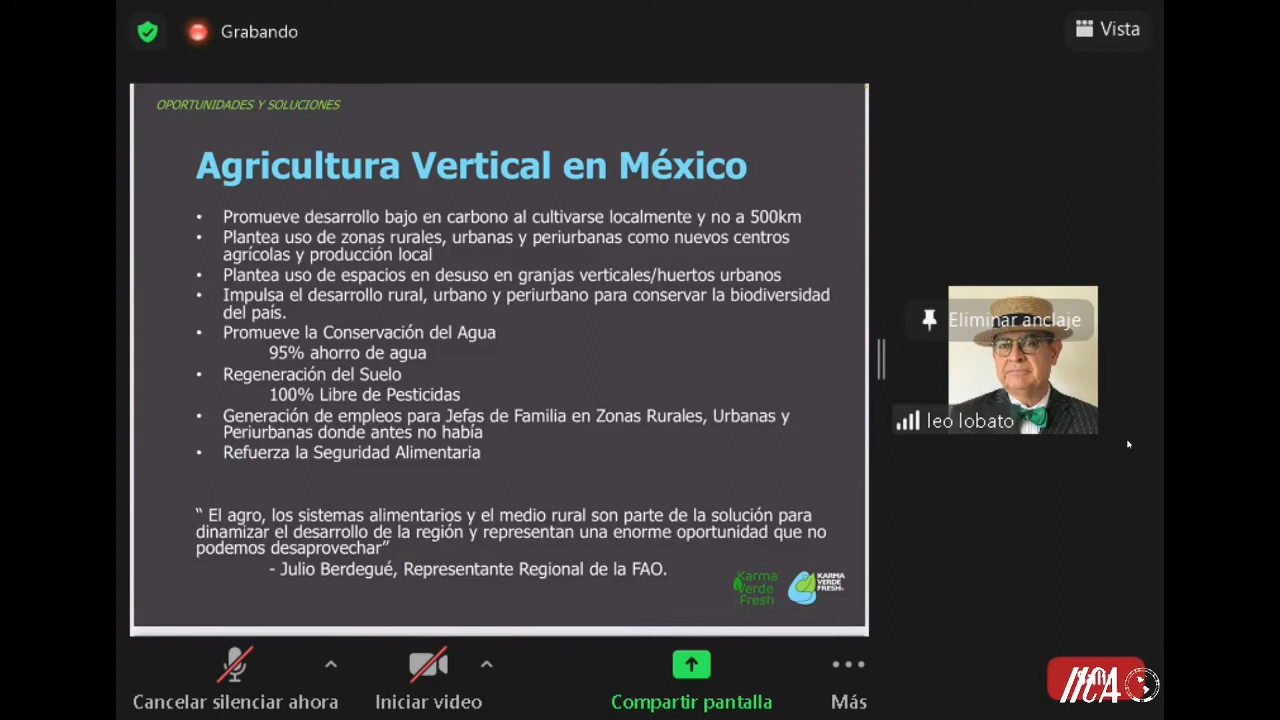 Grabando
Vista
OPORTUNIDADES Y SOLUCIONES
Agricultura Vertical en México
• Promueve desarrollo bajo en carbono al cultivarse localmente y no a 500km
• Plantea uso de zonas rurales, urbanas y periurbanas como nuevos centros
agrícolas y producción local
• Plantea uso de espacios en desuso en granjas verticales/huertos urbanos
• Impulsa el desarrollo rural, urbano y periurbano para conservar la biodiversidad
del país.
• Promueve la Conservación del Agua
95% ahorro de agua
• Regeneración del Suelo
100% Libre de Pesticidas
• Generación de empleos para Jefas de Familia en Zonas Rurales, Urbanas y
Periurbanas donde antes no había
• Refuerza la Seguridad Alimentaria
“ El agro, los sistemas alimentarios y el medio rural son parte de la solución para
dinamizar el desarrollo de la región y representan una enorme oportunidad que no
podemos desaprovechar”
- Julio Berdegué, Representante Regional de la FAO.
Karma
Verde
Fresh
KARMA
VERDE
FRESH
Eliminar anclaje
leo lobato
Cancelar silenciar ahora
Iniciar video
Compartir pantalla
Más
IICA